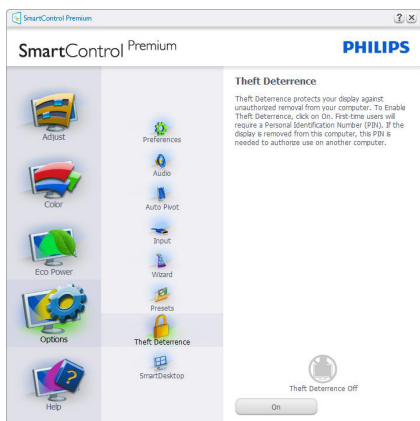 SmartControl Premium
SmartControl Premium
PHILIPS
Adjust
Color
Eco Power
Options
Help
Preferences
Audio
Auto Pivot
Input
Wizard
Presets
Theft Deterrence
SmartDesktop
Theft Deterrence
Theft Deterrence protects your display against
unauthorized removal from your computer. To Enable
Theft Deterrence, click on On. First-time users will
require a Personal Identification Number (PIN). If the
display is removed from this computer, this PIN is
needed to authorize use on another computer.
Theft Deterrence Off
On